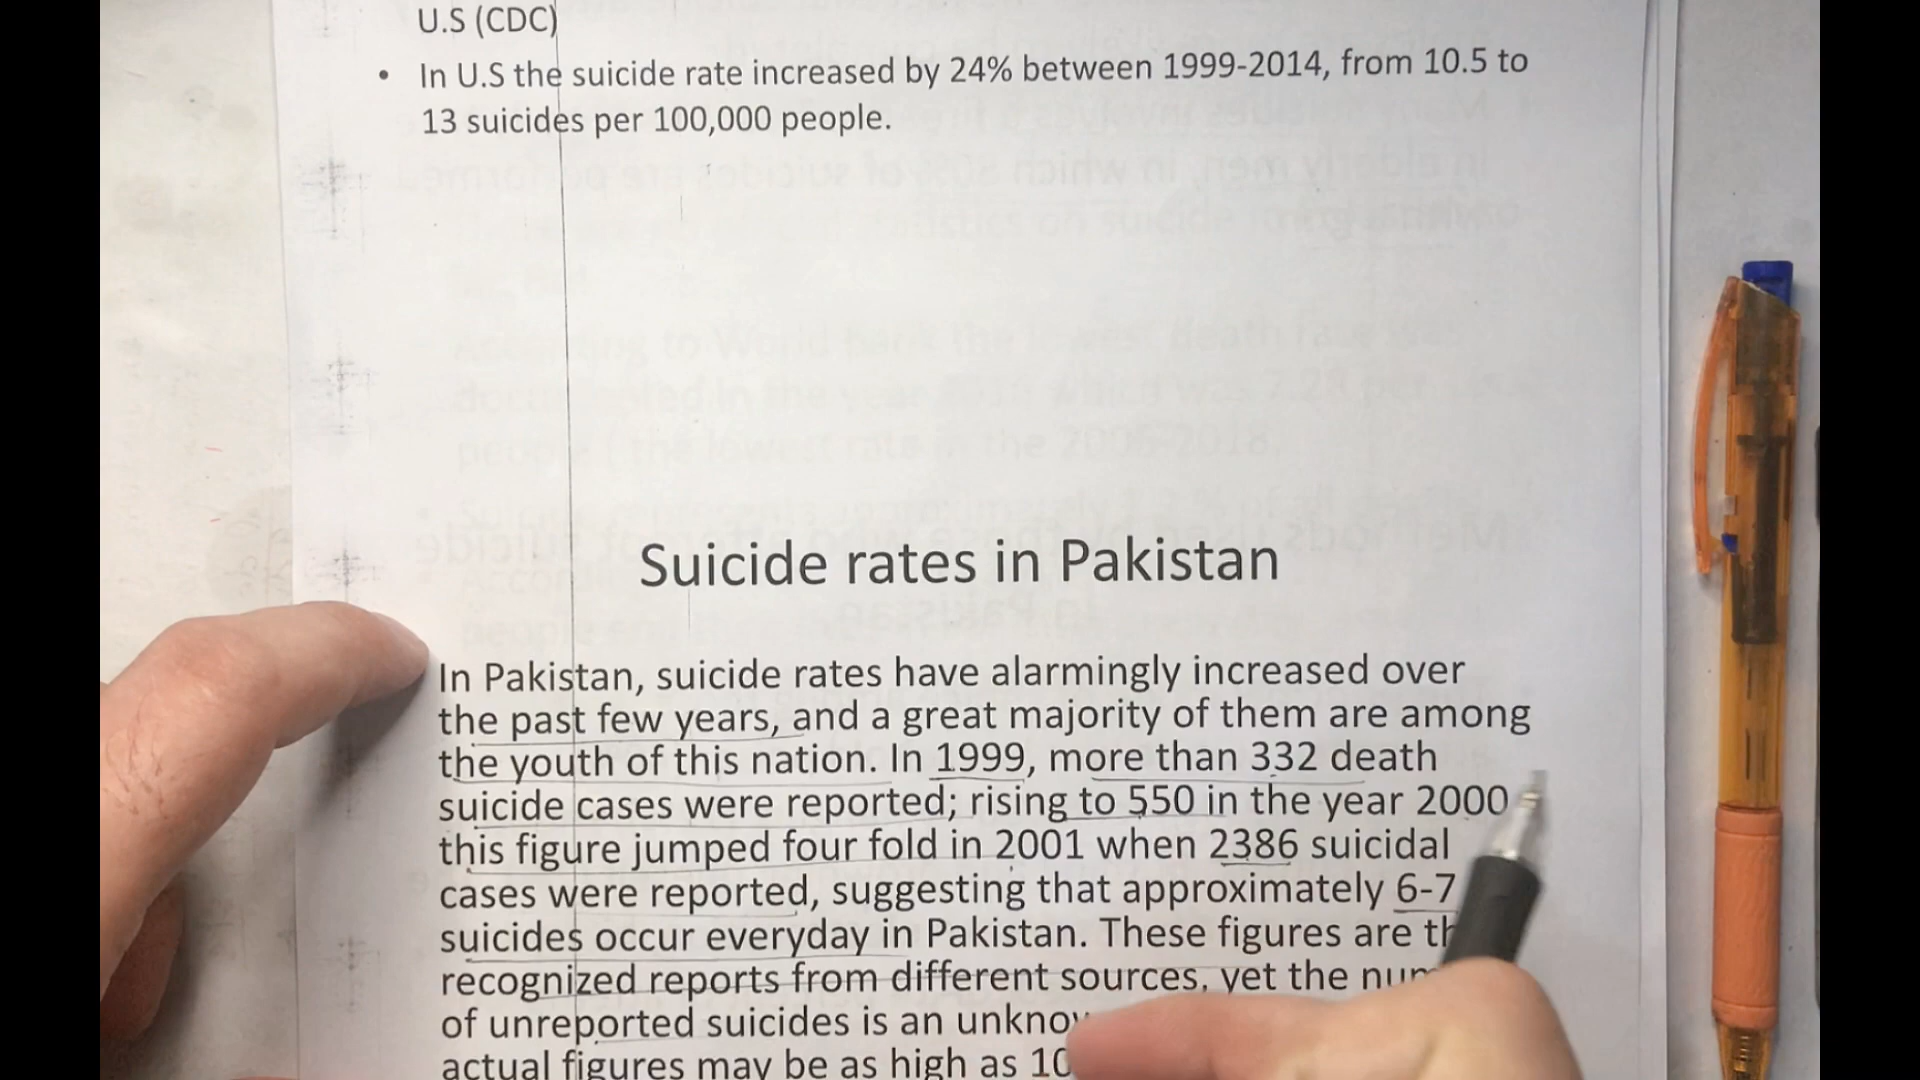 U.S (CDC)
• In U.S the suicide rate increased by 24% between 1999-2014, from 10.5 to
13 suicides per 100,000 people.
Suicide rates in Pakistan
In Pakistan, suicide rates have alarmingly increased over
the past few years, and a great majority of them are among
the youth of this nation. In 1999, more than 332 death
suicide cases were reported; rising to 550 in the year 2000
this figure jumped four fold in 2001 when 2386 suicidal
cases were reported, suggesting that approximately 6-7
suicides occur everyday in Pakistan. These figures are
recognized reports from different sources, yet the
of unreported suicides is an
actual figures may be as high as